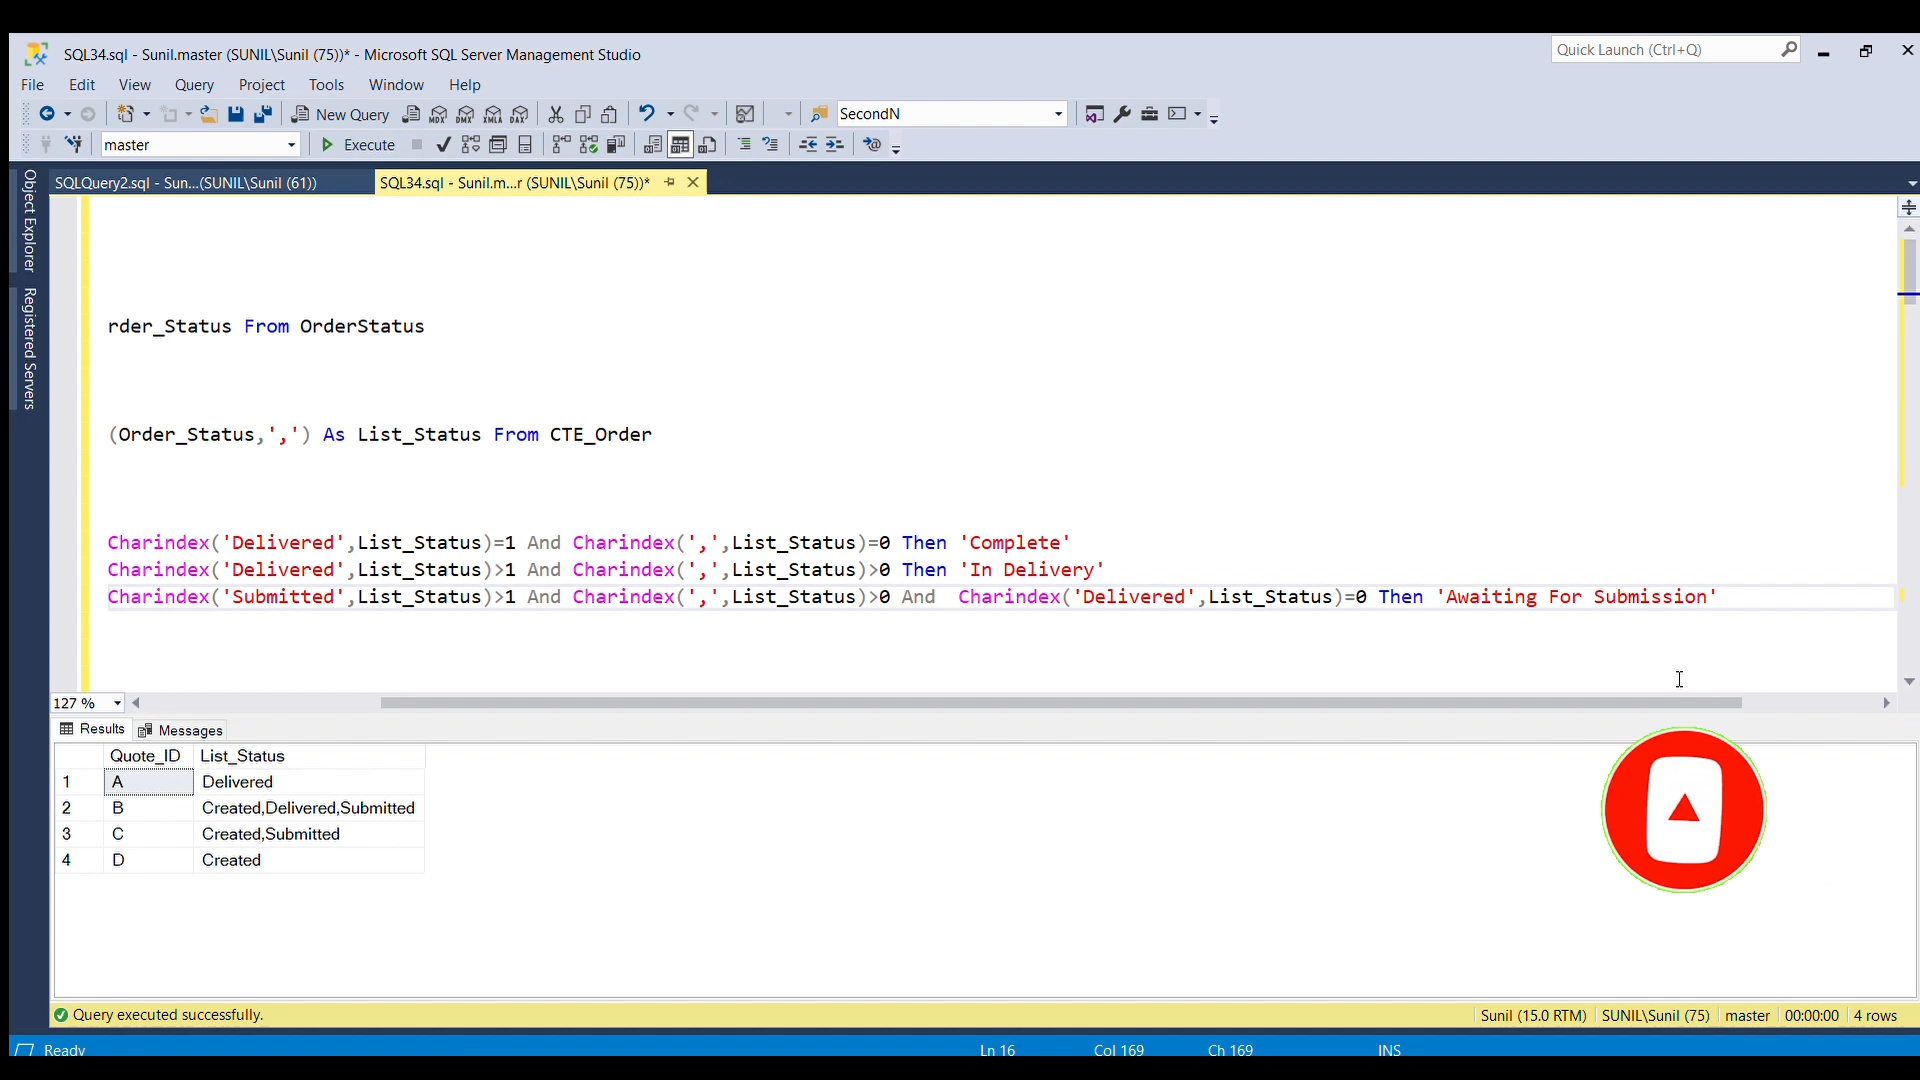 SQL34.sql - Sunil.master (SUNIL\Sunil (75))* - Microsoft SQL Server Management Studio
Quick Launch (Ctrl+Q)
File Edit View Query Project Tools Window Help
New Query
MDX DMX XMLA DAX
SecondN
master
Execute
SQLQuery2.sql - Sun...(SUNIL\Sunil (61))
SQL34.sql - Sunil.m...r (SUNIL\Sunil (75))*
Object Explorer
Registered Servers
rder_Status From OrderStatus
(Order_Status,',') As List_Status From CTE_Order
Charindex('Delivered',List_Status)=1 And Charindex(',',List_Status)=0 Then 'Complete'
Charindex('Delivered',List_Status)>1 And Charindex(',',List_Status)>0 Then 'In Delivery'
Charindex('Submitted',List_Status)>1 And Charindex(',',List_Status)>0 And  Charindex('Delivered',List_Status)=0 Then 'Awaiting For Submission'
127 %
Results Messages
Quote_ID List_Status
1 A Delivered
2 B Created,Delivered,Submitted
3 C Created,Submitted
4 D Created
Query executed successfully.
Sunil (15.0 RTM) SUNIL\Sunil (75) master 00:00:00 4 rows
Ready
Ln 16 Col 169 Ch 169 INS